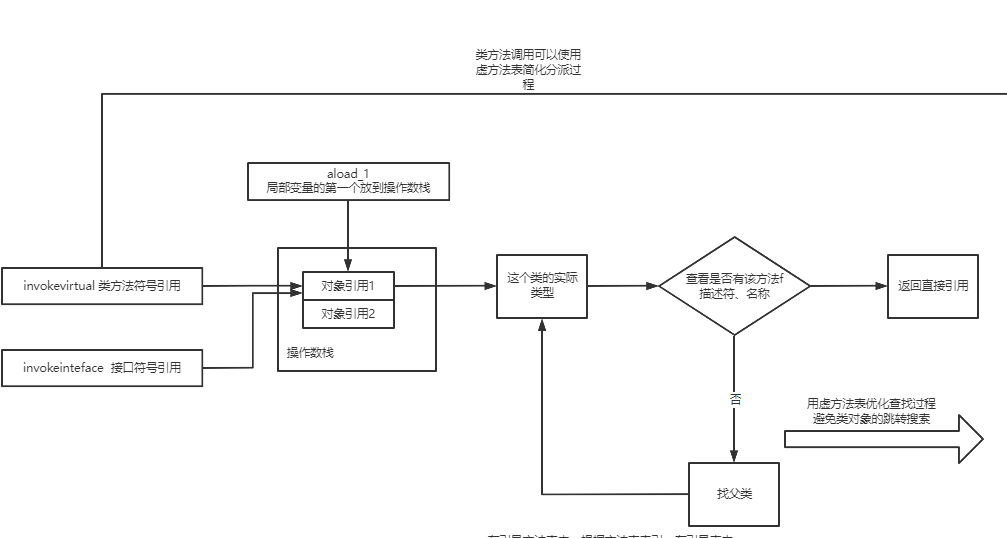 类方法调用可以使用
虚方法表简化分派过
程
aload_1
局部变量的第一个放到操作数栈
invokevirtual 类方法符号引用
对象引用1
对象引用2
操作数栈
invokeinteface 接口符号引用
这个类的实际
类型
查看是否有该方法f
描述符、名称
返回直接引用
否
用虚方法表优化查找过程
避免类对象的跳转搜索
找父类